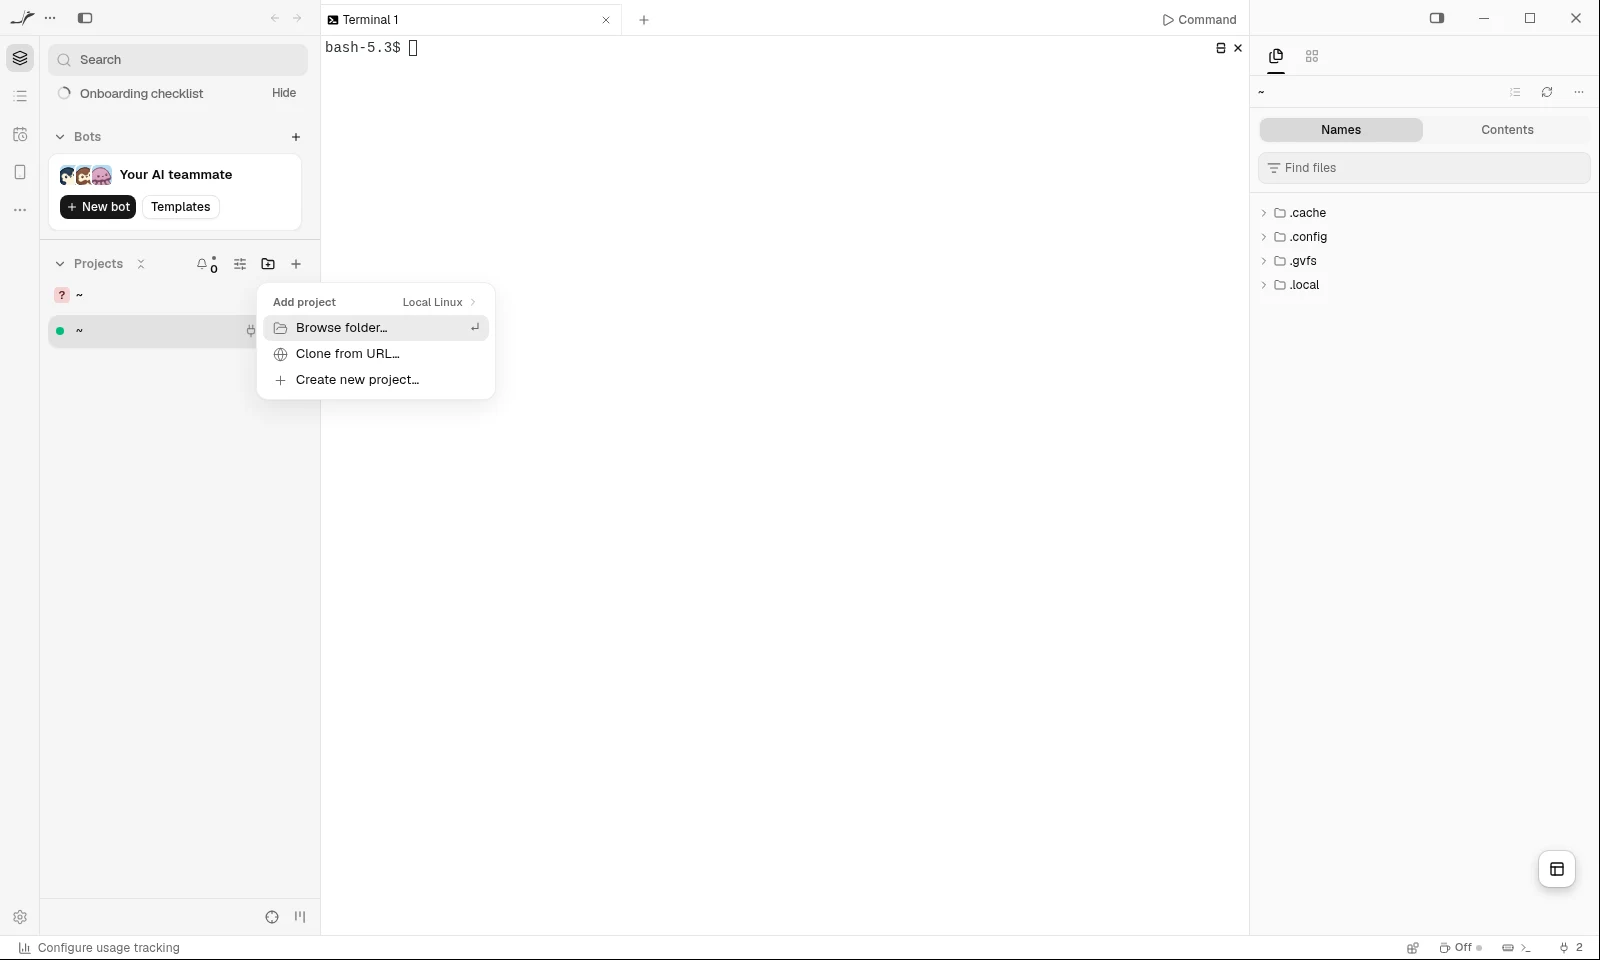 Terminal 1
Command
Search
Onboarding checklist
Hide
Bots
Your AI teammate
New bot
Templates
Projects
0
? ~
~
Add project
Local Linux
Browse folder…
Clone from URL…
Create new project…
bash-5.3$
~
Names
Contents
Find files
.cache
.config
.gvfs
.local
Configure usage tracking
Off
2